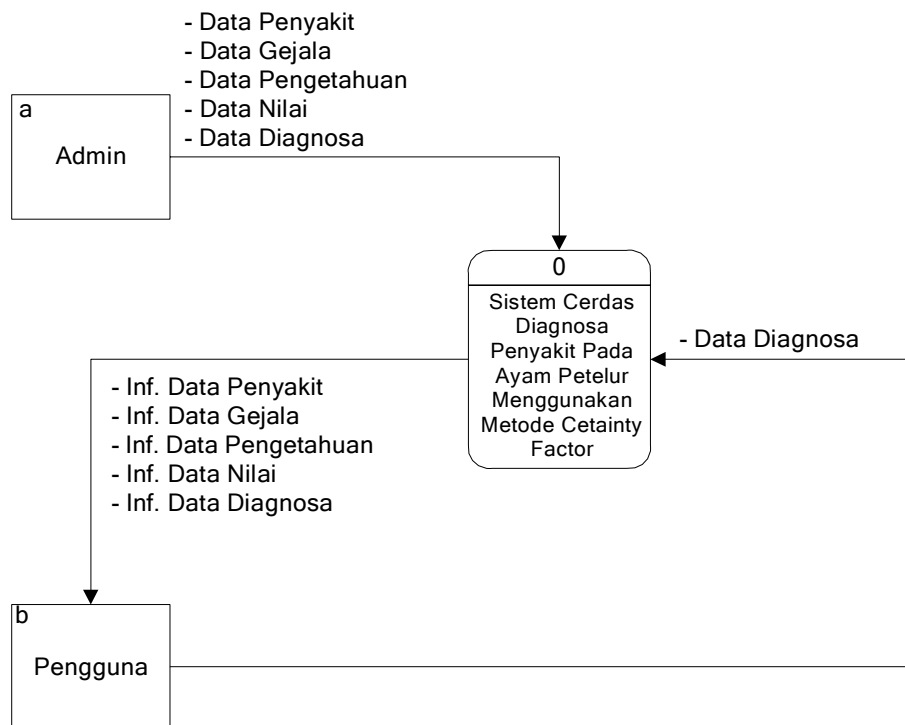 - Data Penyakit
- Data Gejala
- Data Pengetahuan
- Data Nilai
- Data Diagnosa
a
Admin
0
Sistem Cerdas
Diagnosa
Penyakit Pada
Ayam Petelur
Menggunakan
Metode Cetainty
Factor
- Data Diagnosa
- Inf. Data Penyakit
- Inf. Data Gejala
- Inf. Data Pengetahuan
- Inf. Data Nilai
- Inf. Data Diagnosa
b
Pengguna